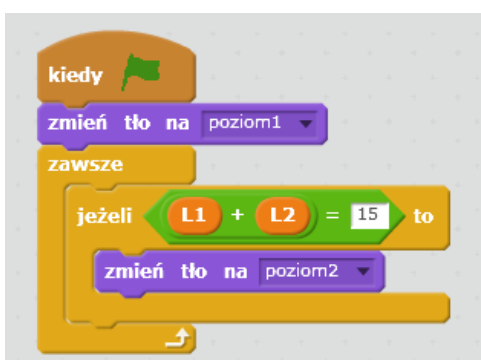 kiedy
zmień tło na poziom1
zawsze
jeżeli L1 + L2 = 15 to
zmień tło na poziom2